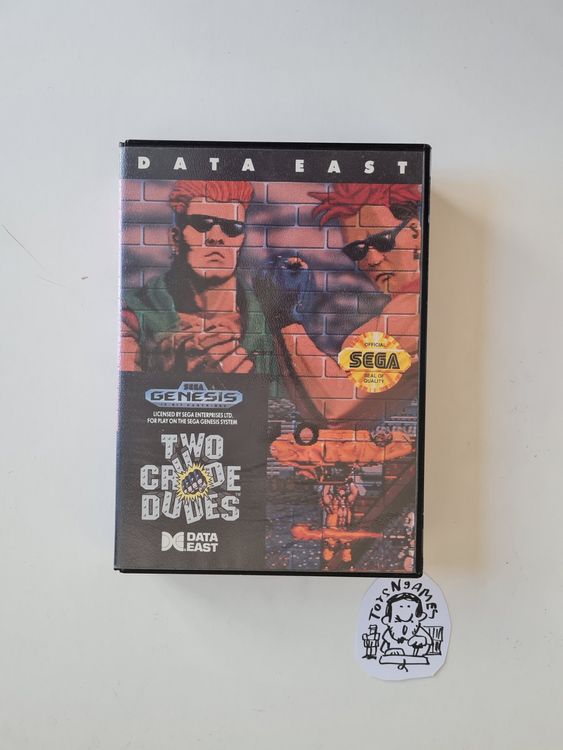 DATA EAST
OFFICIAL
SEGA
SEAL OF
QUALITY
SEGA
GENESIS
LICENSED BY SEGA ENTERPRISES LTD.
FOR PLAY ON THE SEGA GENESIS SYSTEM
TWO
CRUDE
DUDES
DATA
EAST
TOYSNGAMES